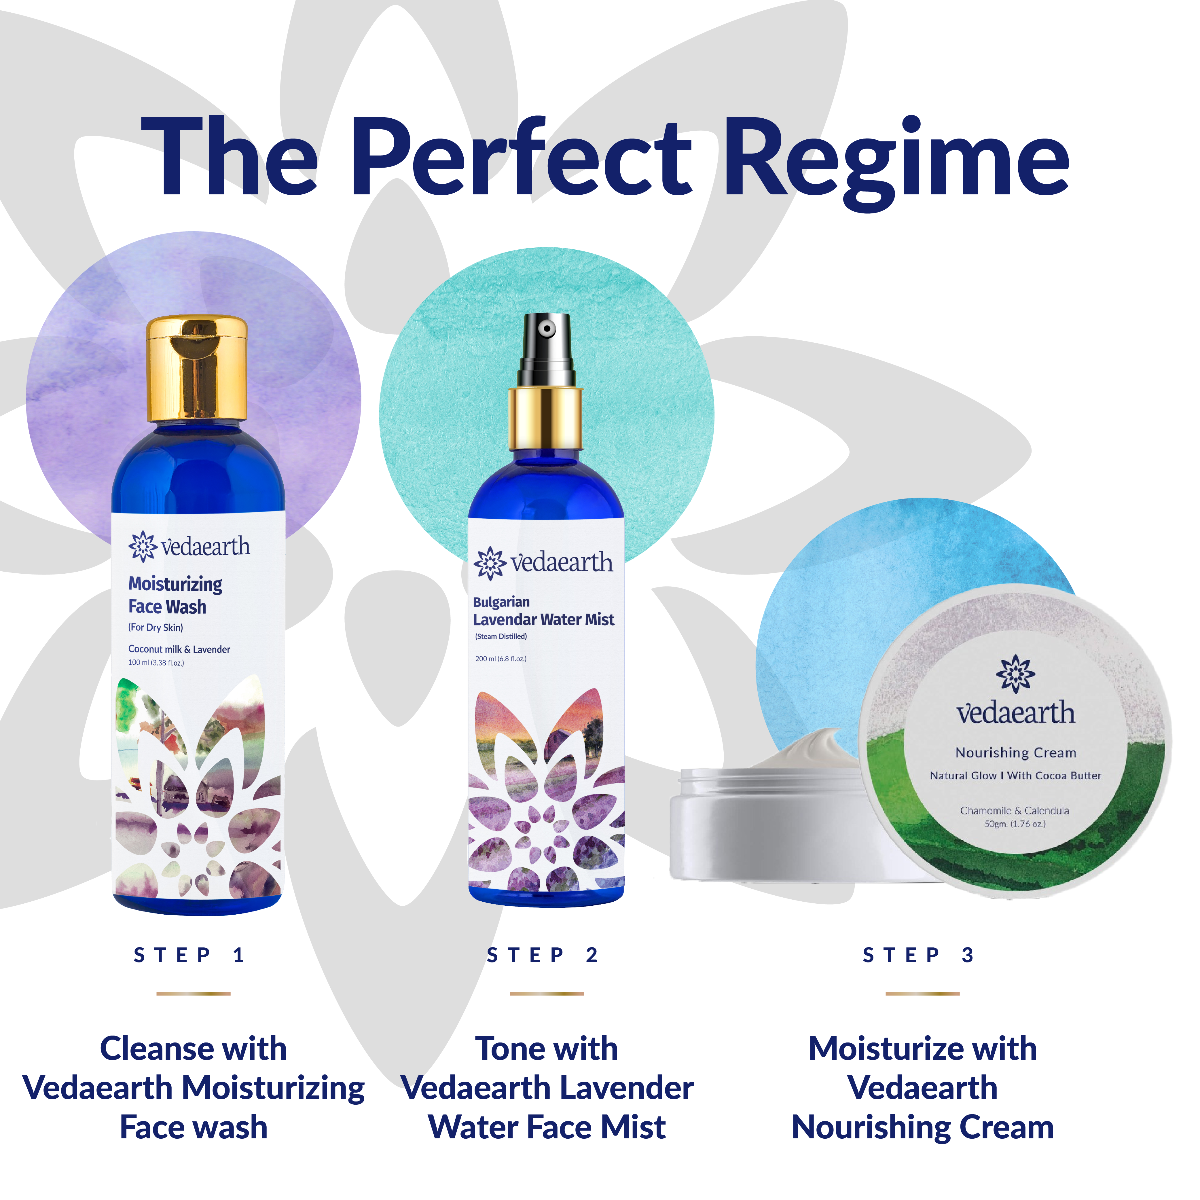 The Perfect Regime
vedaearth
Moisturizing
Face Wash
(For Dry Skin)
Coconut milk & Lavender
100 ml (3.38 fl.oz.)
vedaearth
Bulgarian
Lavendar Water Mist
(Steam Distilled)
200 ml (6.8 fl.oz.)
vedaearth
Nourishing Cream
Natural Glow I With Cocoa Butter
Chamomile & Calendula
50gm. (1.76 oz.)
STEP 1
Cleanse with
Vedaearth Moisturizing
Face wash
STEP 2
Tone with
Vedaearth Lavender
Water Face Mist
STEP 3
Moisturize with
Vedaearth
Nourishing Cream